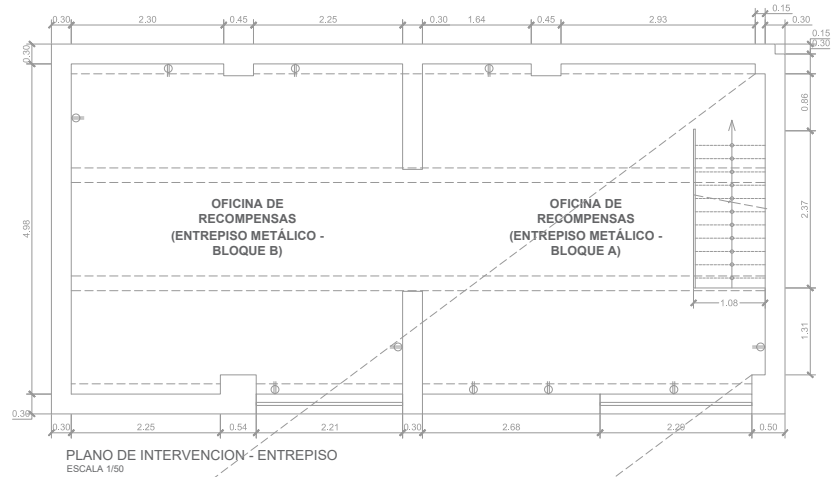 0.15
0.30 2.30 0.45 2.25 0.30 1.64 0.45 2.93 0.30
0.15
0.30
0.30
0.86
4.98
2.37
OFICINA DE
RECOMPENSAS
(ENTREPISO METÁLICO -
BLOQUE B)
OFICINA DE
RECOMPENSAS
(ENTREPISO METÁLICO -
BLOQUE A)
1.08
1.31
0.30
0.30 2.25 0.54 2.21 0.30 2.68 2.26 0.50
PLANO DE INTERVENCION - ENTREPISO
ESCALA 1/50